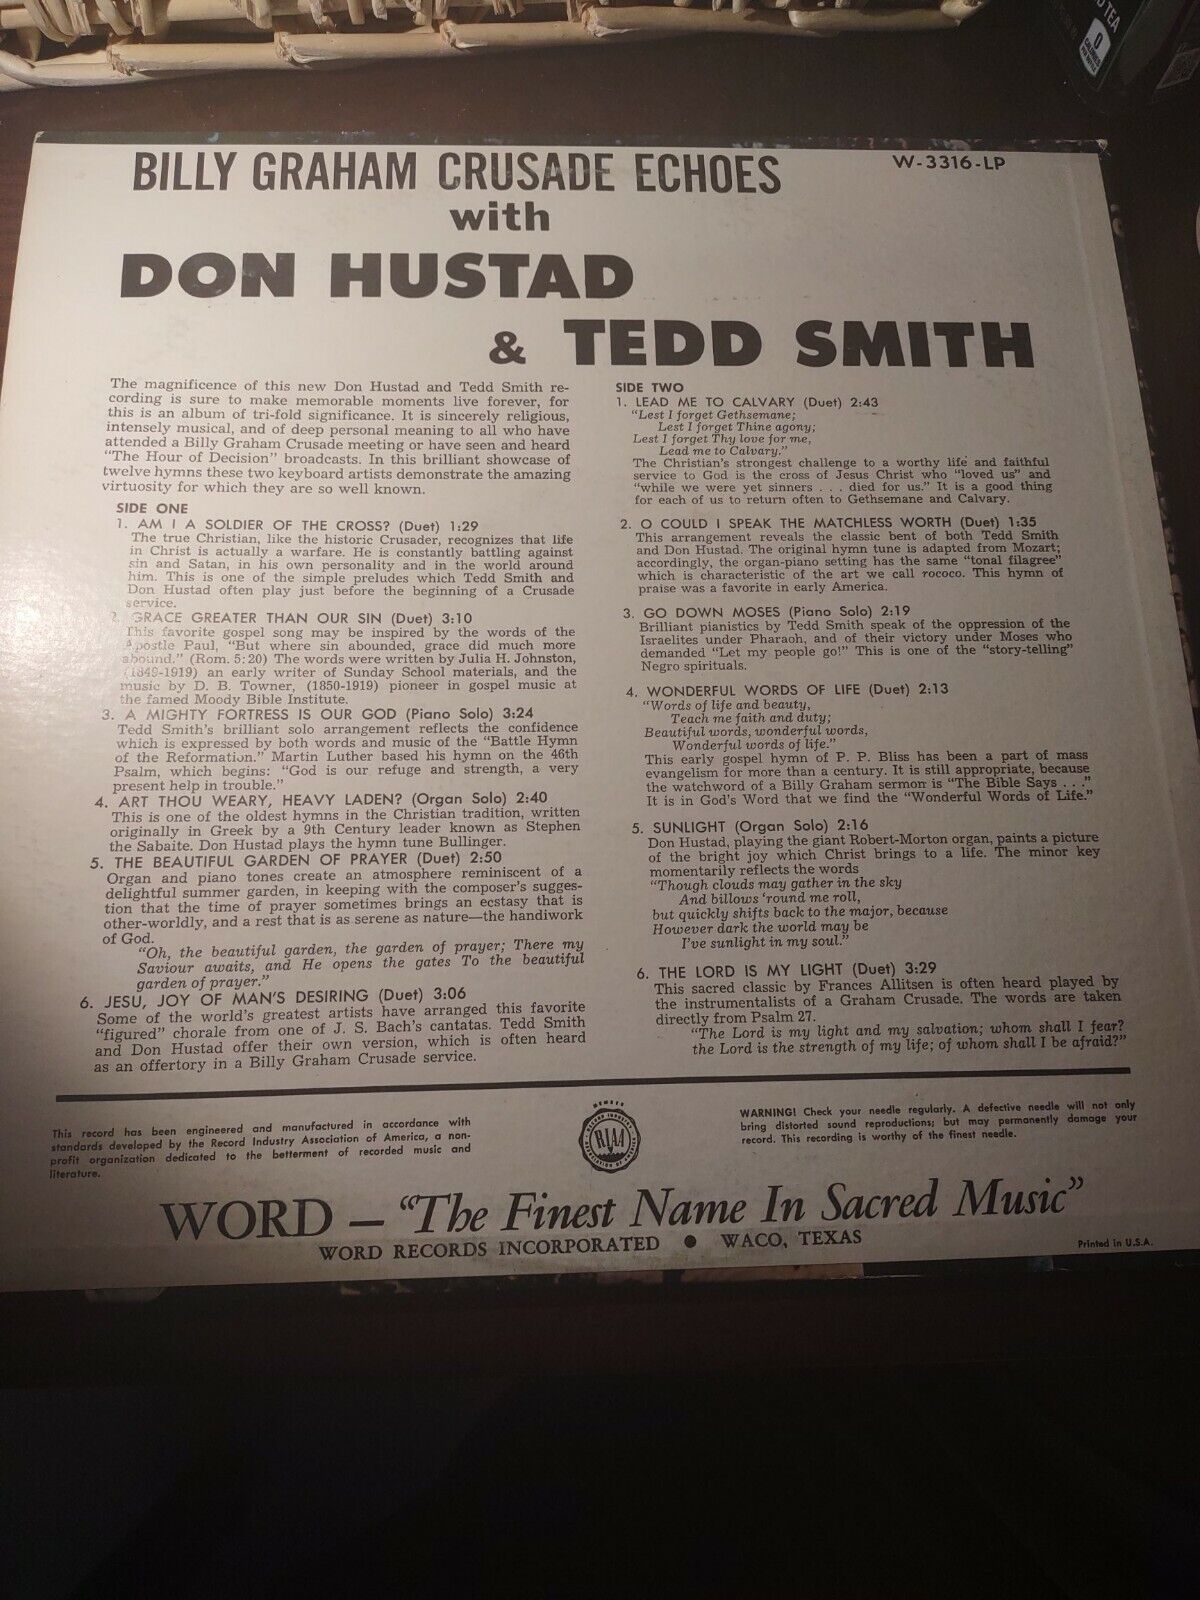 D TEA
0
BILLY GRAHAM CRUSADE ECHOES
W-3316-LP
with
DON HUSTAD
& TEDD SMITH
The magnificence of this new Don Hustad and Tedd Smith re-
cording is sure to make memorable moments live forever, for
this is an album of tri-fold significance. It is sincerely religious,
intensely musical, and of deep personal meaning to all who have
attended a Billy Graham Crusade meeting or have seen and heard
"The Hour of Decision" broadcasts. In this brilliant showcase of
twelve hymns these two keyboard artists demonstrate the amazing
virtuosity for which they are so well known.
SIDE ONE
1. AM I A SOLDIER OF THE CROSS? (Duet) 1:29
The true Christian, like the historic Crusader, recognizes that life
in Christ is actually a warfare. He is constantly battling against
sin and Satan, in his own personality and in the world around
him. This is one of the simple preludes which Tedd Smith and
Don Hustad often play just before the beginning of a Crusade
service.
2. GRACE GREATER THAN OUR SIN (Duet) 3:10
This favorite gospel song may be inspired by the words of the
Apostle Paul, "But where sin abounded, grace did much more
abound." (Rom. 5:20) The words were written by Julia H. Johnston,
(1849-1919) an early writer of Sunday School materials, and the
music by D. B. Towner, (1850-1919) pioneer in gospel music at
the famed Moody Bible Institute.
3. A MIGHTY FORTRESS IS OUR GOD (Piano Solo) 3:24
Tedd Smith's brilliant solo arrangement reflects the confidence
which is expressed by both words and music of the "Battle Hymn
of the Reformation." Martin Luther based his hymn on the 46th
Psalm, which begins: "God is our refuge and strength, a very
present help in trouble."
4. ART THOU WEARY, HEAVY LADEN? (Organ Solo) 2:40
This is one of the oldest hymns in the Christian tradition, written
originally in Greek by a 9th Century leader known as Stephen
the Sabaite. Don Hustad plays the hymn tune Bullinger.
5. THE BEAUTIFUL GARDEN OF PRAYER (Duet) 2:50
Organ and piano tones create an atmosphere reminiscent of a
delightful summer garden, in keeping with the composer's sugges-
tion that the time of prayer sometimes brings an ecstasy that is
other-worldly, and a rest that is as serene as nature—the handiwork
of God.
"Oh, the beautiful garden, the garden of prayer; There my
Saviour awaits, and He opens the gates To the beautiful
garden of prayer."
6. JESU, JOY OF MAN'S DESIRING (Duet) 3:06
Some of the world's greatest artists have arranged this favorite
"figured" chorale from one of J. S. Bach's cantatas. Tedd Smith
and Don Hustad offer their own version, which is often heard
as an offertory in a Billy Graham Crusade service.
SIDE TWO
1. LEAD ME TO CALVARY (Duet) 2:43
"Lest I forget Gethsemane;
Lest I forget Thine agony;
Lest I forget Thy love for me,
Lead me to Calvary."
The Christian's strongest challenge to a worthy life and faithful
service to God is the cross of Jesus Christ who "loved us" and
"while we were yet sinners . . . died for us." It is a good thing
for each of us to return often to Gethsemane and Calvary.
2. O COULD I SPEAK THE MATCHLESS WORTH (Duet) 1:35
This arrangement reveals the classic bent of both Tedd Smith
and Don Hustad. The original hymn tune is adapted from Mozart;
accordingly, the organ-piano setting has the same "tonal filagree"
which is characteristic of the art we call rococo. This hymn of
praise was a favorite in early America.
3. GO DOWN MOSES (Piano Solo) 2:19
Brilliant pianistics by Tedd Smith speak of the oppression of the
Israelites under Pharaoh, and of their victory under Moses who
demanded "Let my people go!" This is one of the "story-telling"
Negro spirituals.
4. WONDERFUL WORDS OF LIFE (Duet) 2:13
"Words of life and beauty,
Teach me faith and duty;
Beautiful words, wonderful words,
Wonderful words of life."
This early gospel hymn of P. P. Bliss has been a part of mass
evangelism for more than a century. It is still appropriate, because
the watchword of a Billy Graham sermon is "The Bible Says . . ."
It is in God's Word that we find the "Wonderful Words of Life."
5. SUNLIGHT (Organ Solo) 2:16
Don Hustad, playing the giant Robert-Morton organ, paints a picture
of the bright joy which Christ brings to a life. The minor key
momentarily reflects the words
"Though clouds may gather in the sky
And billows 'round me roll,
but quickly shifts back to the major, because
However dark the world may be
I've sunlight in my soul."
6. THE LORD IS MY LIGHT (Duet) 3:29
This sacred classic by Frances Allitsen is often heard played by
the instrumentalists of a Graham Crusade. The words are taken
directly from Psalm 27.
"The Lord is my light and my salvation; whom shall I fear?
the Lord is the strength of my life; of whom shall I be afraid?"
This record has been engineered and manufactured in accordance with
standards developed by the Record Industry Association of America, a non-
profit organization dedicated to the betterment of recorded music and
literature.
MEMBER
RECORD INDUSTRY
RIAA
ASSOCIATION OF AMERICA
WARNING! Check your needle regularly. A defective needle will not only
bring distorted sound reproductions; but may permanently damage your
record. This recording is worthy of the finest needle.
WORD — "The Finest Name In Sacred Music"
WORD RECORDS INCORPORATED • WACO, TEXAS
Printed in U.S.A.